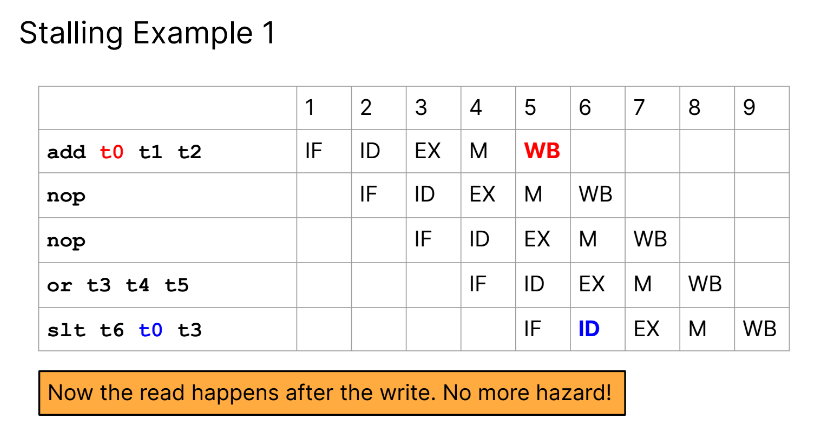 Stalling Example 1
1 2 3 4 5 6 7 8 9
add t0 t1 t2 IF ID EX M WB
nop IF ID EX M WB
nop IF ID EX M WB
or t3 t4 t5 IF ID EX M WB
slt t6 t0 t3 IF ID EX M WB
Now the read happens after the write. No more hazard!